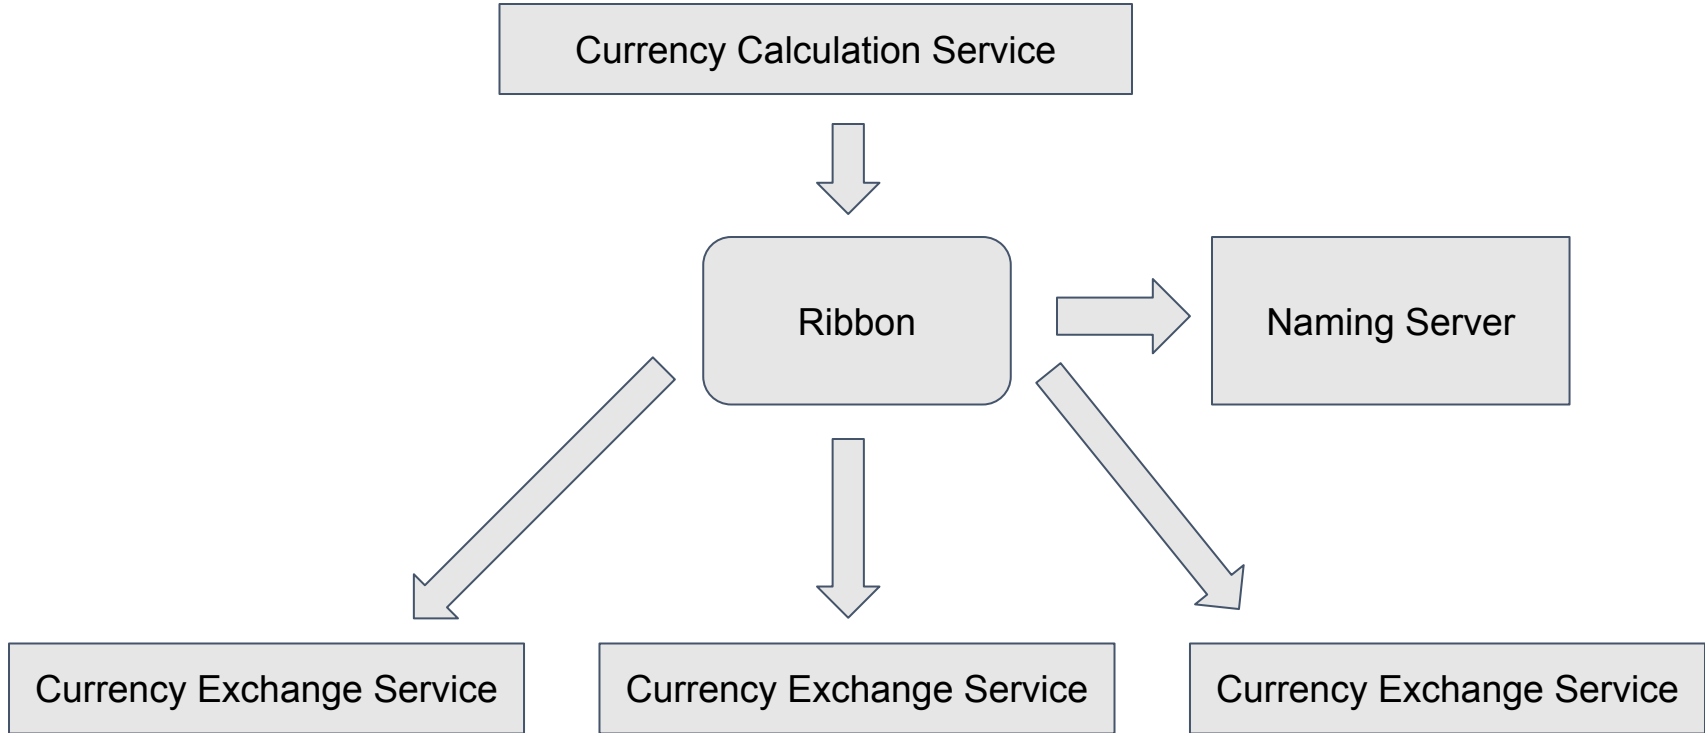 Currency Calculation Service
Ribbon
Naming Server
Currency Exchange Service
Currency Exchange Service
Currency Exchange Service